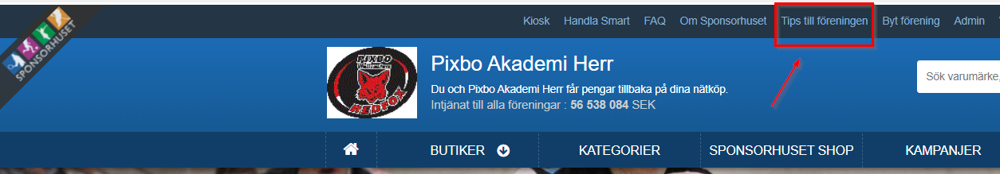 SPONSORHUSET
Kiosk Handla Smart FAQ Om Sponsorhuset Tips till föreningen Byt förening Admin
PIXBO
REDFOX
Pixbo Akademi Herr
Du och Pixbo Akademi Herr får pengar tillbaka på dina nätköp.
Intjänat till alla föreningar : 56 538 084 SEK
Sök varumärke,
BUTIKER KATEGORIER SPONSORHUSET SHOP KAMPANJER